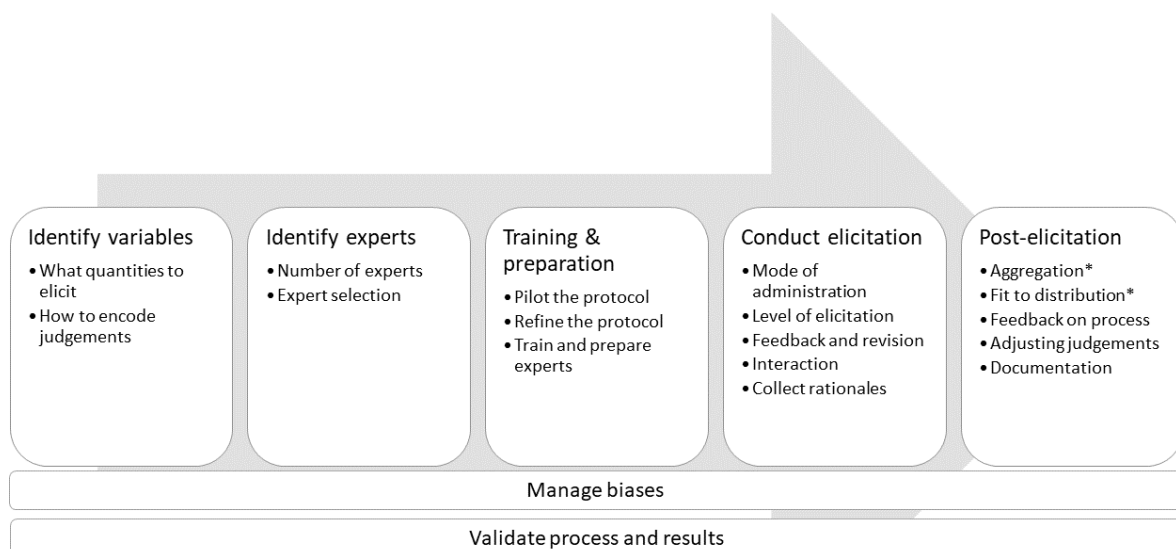 Identify variables
• What quantities to
elicit
• How to encode
judgements
Identify experts
• Number of experts
• Expert selection
Training &
preparation
• Pilot the protocol
• Refine the protocol
• Train and prepare
experts
Conduct elicitation
• Mode of
administration
• Level of elicitation
• Feedback and revision
• Interaction
• Collect rationales
Post-elicitation
• Aggregation*
• Fit to distribution*
• Feedback on process
• Adjusting judgements
• Documentation
Manage biases
Validate process and results